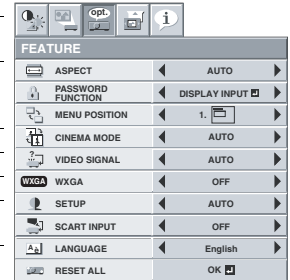 opt.
FEATURE
ASPECT AUTO
PASSWORD FUNCTION DISPLAY INPUT
MENU POSITION 1.
CINEMA MODE AUTO
VIDEO SIGNAL AUTO
WXGA WXGA OFF
SETUP AUTO
SCART INPUT OFF
LANGUAGE English
RESET ALL OK